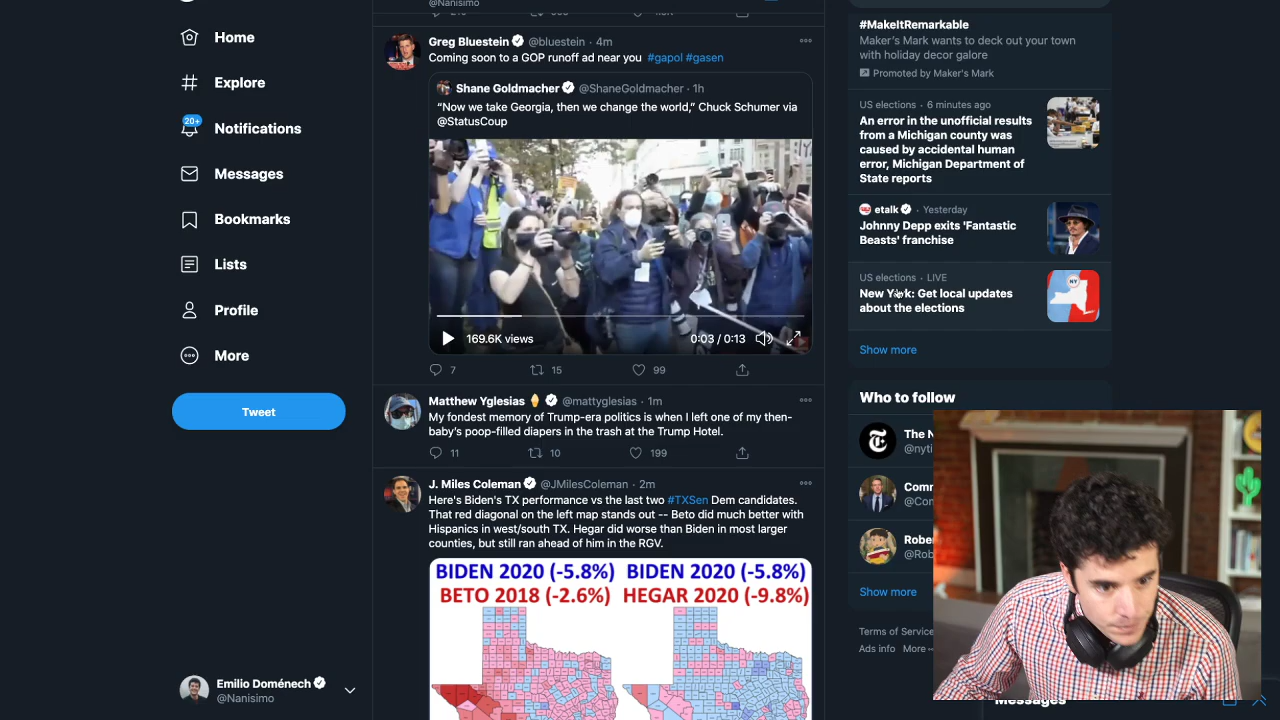 @Nanisimo
Home
Explore
20+
Notifications
Messages
Bookmarks
Lists
Profile
More
Tweet
Emilio Doménech
@Nanisimo
Greg Bluestein @bluestein · 4m
Coming soon to a GOP runoff ad near you #gapol #gasen
Shane Goldmacher @ShaneGoldmacher · 1h
“Now we take Georgia, then we change the world,” Chuck Schumer via
@StatusCoup
169.6K views
0:03 / 0:13
7 15 99
Matthew Yglesias @mattyglesias · 1m
My fondest memory of Trump-era politics is when I left one of my then-
baby's poop-filled diapers in the trash at the Trump Hotel.
11 10 199
J. Miles Coleman @JMilesColeman · 2m
Here's Biden's TX performance vs the last two #TXSen Dem candidates.
That red diagonal on the left map stands out -- Beto did much better with
Hispanics in west/south TX. Hegar did worse than Biden in most larger
counties, but still ran ahead of him in the RGV.
BIDEN 2020 (-5.8%) BIDEN 2020 (-5.8%)
BETO 2018 (-2.6%) HEGAR 2020 (-9.8%)
#MakeItRemarkable
Maker's Mark wants to deck out your town
with holiday decor galore
Promoted by Maker's Mark
US elections · 6 minutes ago
An error in the unofficial results
from a Michigan county was
caused by accidental human
error, Michigan Department of
State reports
etalk · Yesterday
Johnny Depp exits 'Fantastic
Beasts' franchise
US elections · LIVE
New York: Get local updates
about the elections
NY
Show more
Who to follow
The N
@nyti
Com
@Con
Rober
@Rob
Show more
Terms of Service
Ads info More
Messages